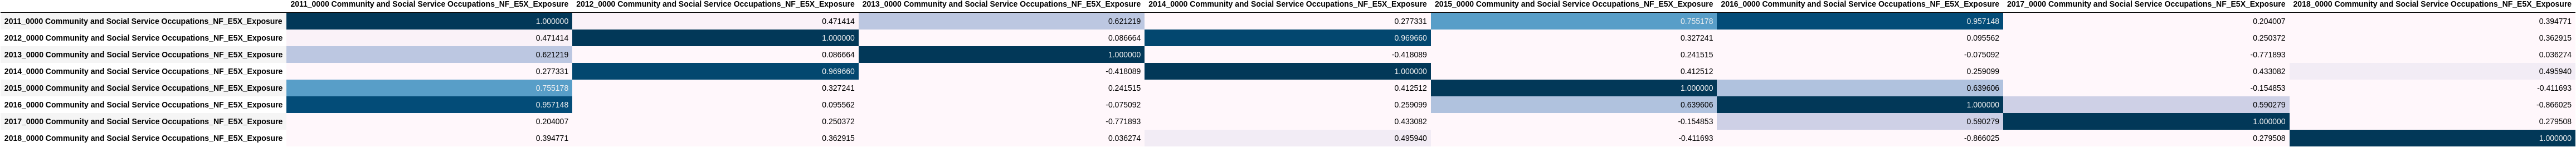 2011_0000 Community and Social Service Occupations_NF_E5X_Exposure 2012_0000 Community and Social Service Occupations_NF_E5X_Exposure 2013_0000 Community and Social Service Occupations_NF_E5X_Exposure 2014_0000 Community and Social Service Occupations_NF_E5X_Exposure 2015_0000 Community and Social Service Occupations_NF_E5X_Exposure 2016_0000 Community and Social Service Occupations_NF_E5X_Exposure 2017_0000 Community and Social Service Occupations_NF_E5X_Exposure 2018_0000 Community and Social Service Occupations_NF_E5X_Exposure
2011_0000 Community and Social Service Occupations_NF_E5X_Exposure 1.000000 0.471414 0.621219 0.277331 0.755178 0.957148 0.204007 0.394771
2012_0000 Community and Social Service Occupations_NF_E5X_Exposure 0.471414 1.000000 0.086664 0.969660 0.327241 0.095562 0.250372 0.362915
2013_0000 Community and Social Service Occupations_NF_E5X_Exposure 0.621219 0.086664 1.000000 -0.418089 0.241515 -0.075092 -0.771893 0.036274
2014_0000 Community and Social Service Occupations_NF_E5X_Exposure 0.277331 0.969660 -0.418089 1.000000 0.412512 0.259099 0.433082 0.495940
2015_0000 Community and Social Service Occupations_NF_E5X_Exposure 0.755178 0.327241 0.241515 0.412512 1.000000 0.639606 -0.154853 -0.411693
2016_0000 Community and Social Service Occupations_NF_E5X_Exposure 0.957148 0.095562 -0.075092 0.259099 0.639606 1.000000 0.590279 -0.866025
2017_0000 Community and Social Service Occupations_NF_E5X_Exposure 0.204007 0.250372 -0.771893 0.433082 -0.154853 0.590279 1.000000 0.279508
2018_0000 Community and Social Service Occupations_NF_E5X_Exposure 0.394771 0.362915 0.036274 0.495940 -0.411693 -0.866025 0.279508 1.000000